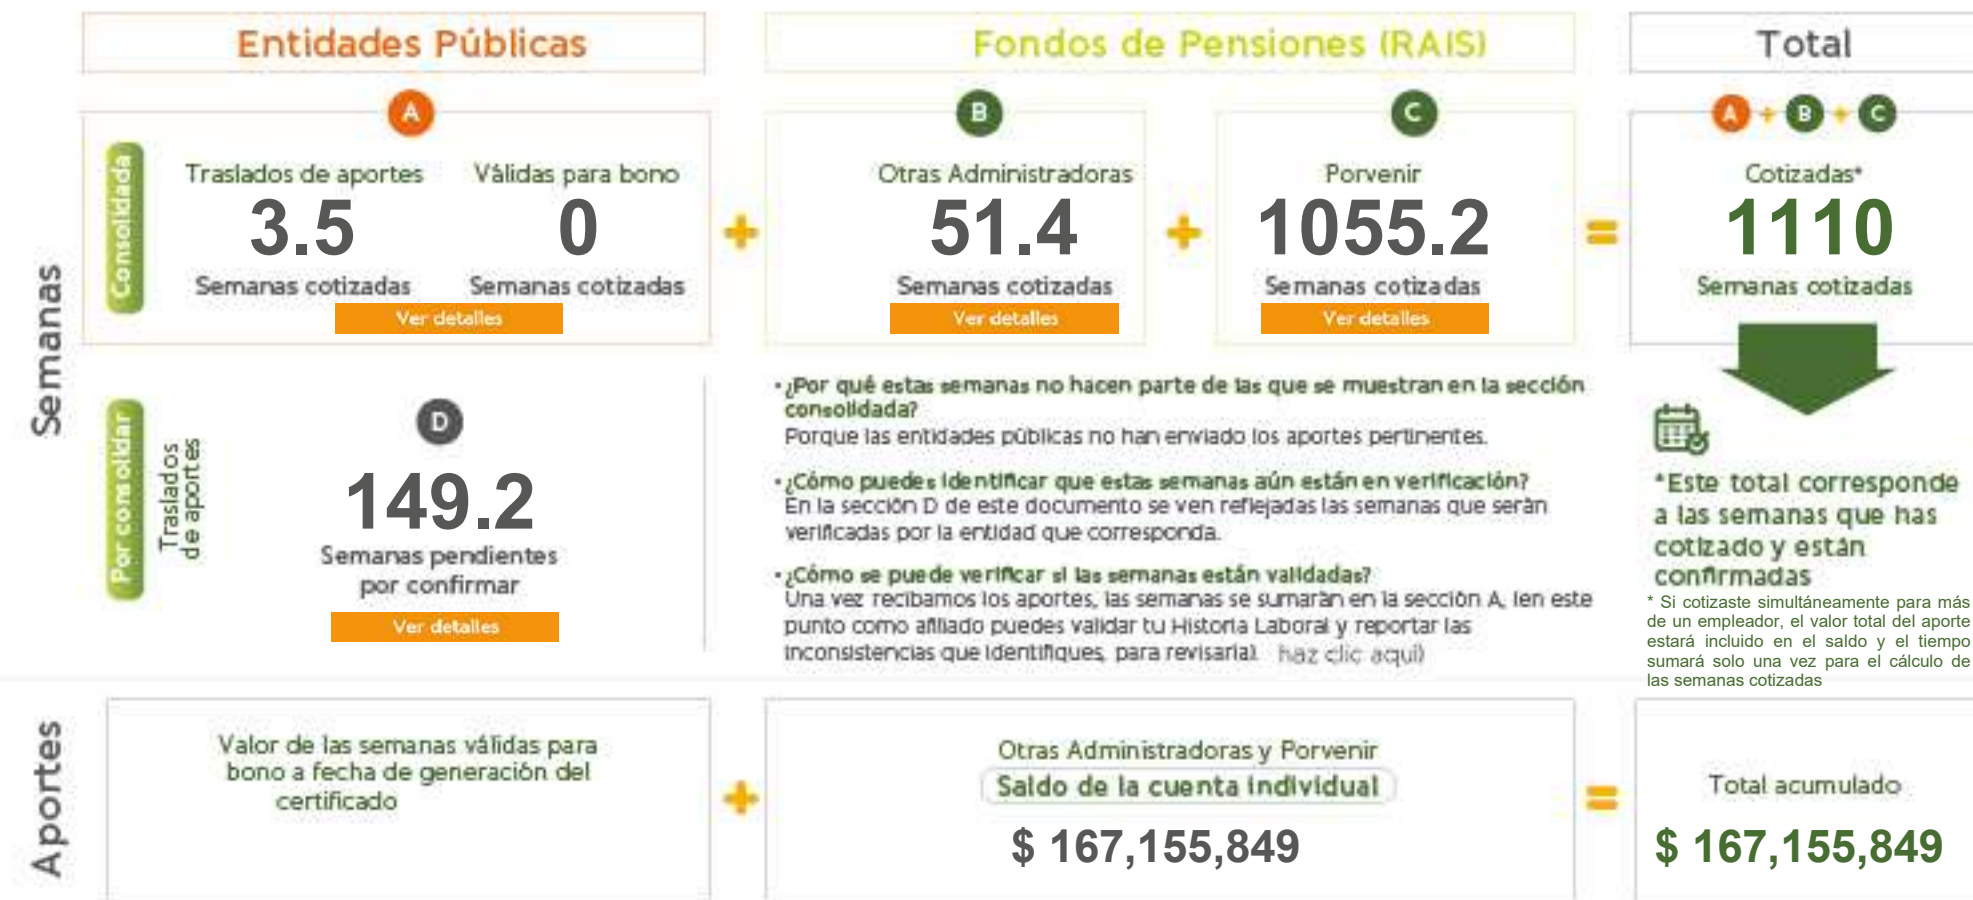 Entidades Públicas
Fondos de Pensiones (RAIS)
Total
Semanas
Consolidada
A
Traslados de aportes
3.5
Semanas cotizadas
Válidas para bono
0
Semanas cotizadas
Ver detalles
+
B
Otras Administradoras
51.4
Semanas cotizadas
Ver detalles
+
C
Porvenir
1055.2
Semanas cotizadas
Ver detalles
=
A + B + C
Cotizadas*
1110
Semanas cotizadas
Por consolidar
Traslados
de aportes
D
149.2
Semanas pendientes
por confirmar
Ver detalles
• ¿Por qué estas semanas no hacen parte de las que se muestran en la sección
consolidada?
Porque las entidades públicas no han enviado los aportes pertinentes.
• ¿Cómo puedes identificar que estas semanas aún están en verificación?
En la sección D de este documento se ven reflejadas las semanas que serán
verificadas por la entidad que corresponda.
• ¿Cómo se puede verificar si las semanas están validadas?
Una vez recibamos los aportes, las semanas se sumarán en la sección A, (en este
punto como afiliado puedes validar tu Historia Laboral y reportar las
inconsistencias que identifiques, para revisarla). haz clic aquí)
*Este total corresponde
a las semanas que has
cotizado y están
confirmadas
* Si cotizaste simultáneamente para más
de un empleador, el valor total del aporte
estará incluido en el saldo y el tiempo
sumará solo una vez para el cálculo de
las semanas cotizadas
Aportes
Valor de las semanas válidas para
bono a fecha de generación del
certificado
+
Otras Administradoras y Porvenir
Saldo de la cuenta individual
$ 167,155,849
=
Total acumulado
$ 167,155,849